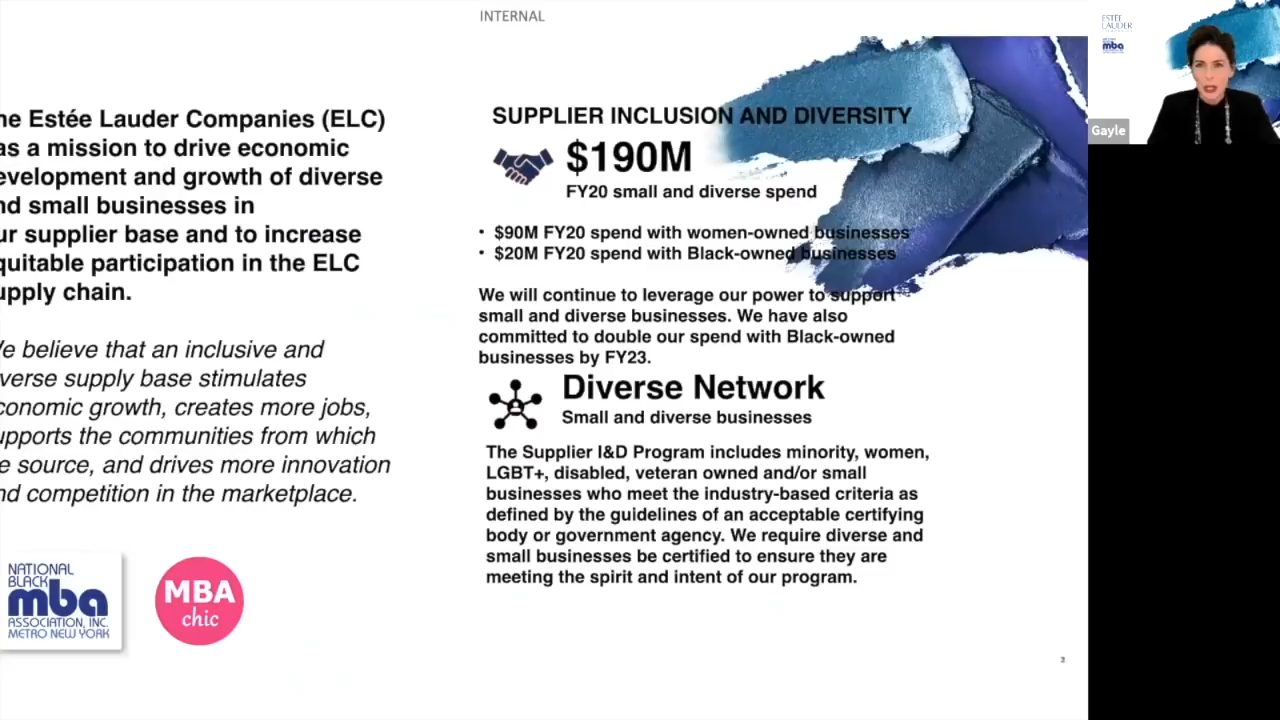 INTERNAL
he Estée Lauder Companies (ELC)
as a mission to drive economic
evelopment and growth of diverse
nd small businesses in
ur supplier base and to increase
quitable participation in the ELC
upply chain.
e believe that an inclusive and
verse supply base stimulates
conomic growth, creates more jobs,
upports the communities from which
e source, and drives more innovation
nd competition in the marketplace.
NATIONAL
BLACK
mba
ASSOCIATION, INC.
METRO NEW YORK
MBA
chic
SUPPLIER INCLUSION AND DIVERSITY
$190M
FY20 small and diverse spend
• $90M FY20 spend with women-owned businesses
• $20M FY20 spend with Black-owned businesses
We will continue to leverage our power to support
small and diverse businesses. We have also
committed to double our spend with Black-owned
businesses by FY23.
Diverse Network
Small and diverse businesses
The Supplier I&D Program includes minority, women,
LGBT+, disabled, veteran owned and/or small
businesses who meet the industry-based criteria as
defined by the guidelines of an acceptable certifying
body or government agency. We require diverse and
small businesses be certified to ensure they are
meeting the spirit and intent of our program.
2
ESTÉE
LAUDER
mba
Gayle